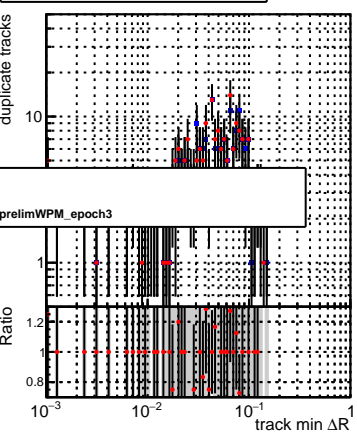 duplicate tracks
10
prelimWPM_epoch3
1
Ratio
1.2
1
0.8
10⁻³ 10⁻² 10⁻¹ 1
track min ΔR